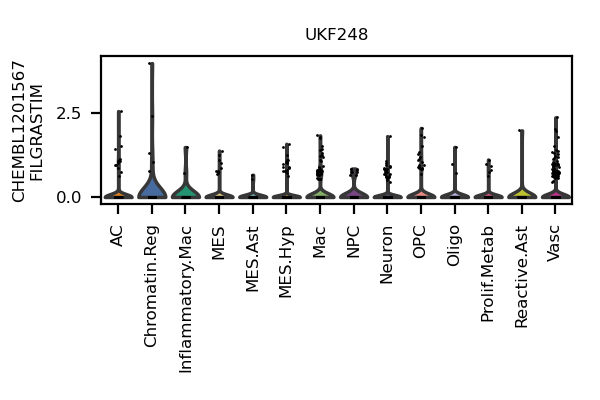 UKF248
CHEMBL1201567
FILGRASTIM
2.5
0.0
AC
Chromatin.Reg
Inflammatory.Mac
MES
MES.Ast
MES.Hyp
Mac
NPC
Neuron
OPC
Oligo
Prolif.Metab
Reactive.Ast
Vasc